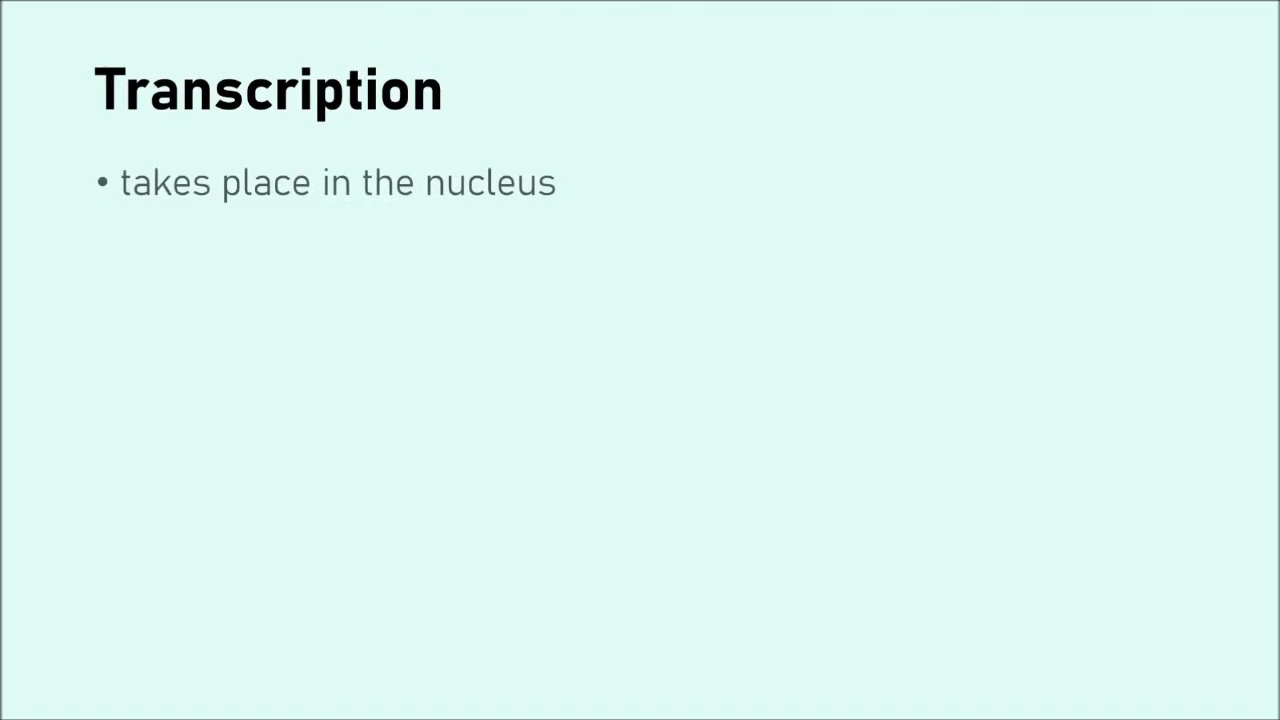 Transcription
• takes place in the nucleus